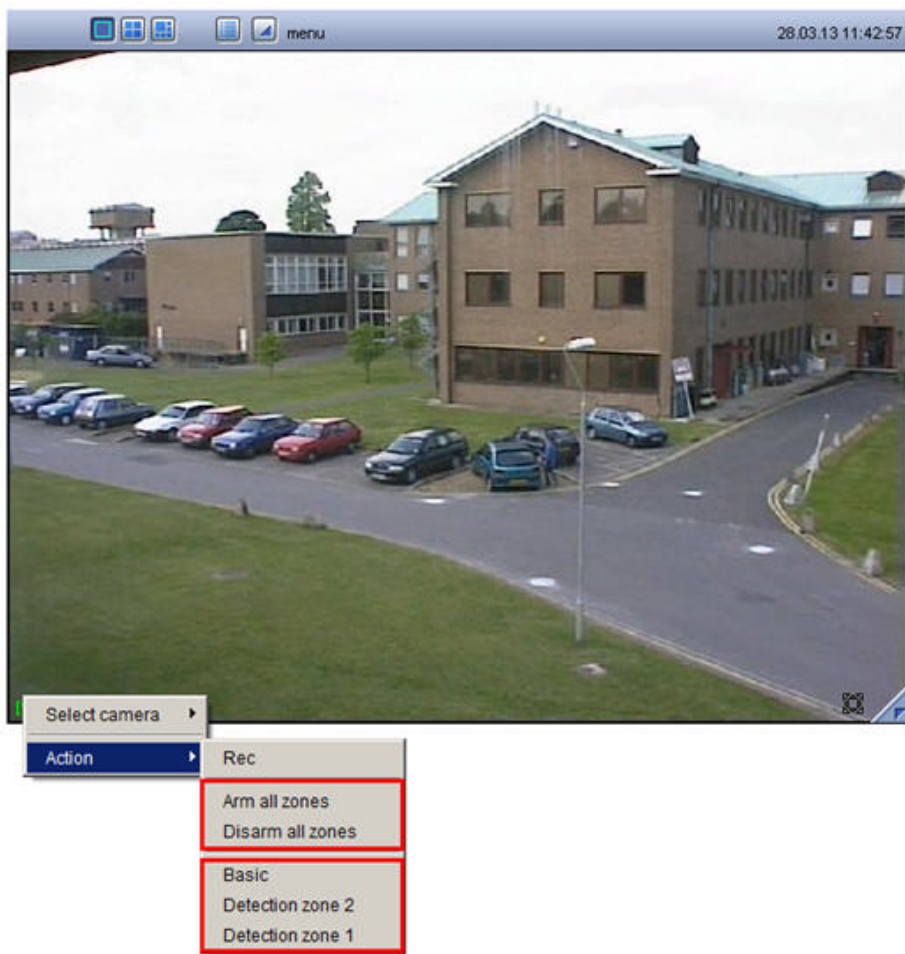 menu
28.03.13 11:42:57
Select camera
Action
Rec
Arm all zones
Disarm all zones
Basic
Detection zone 2
Detection zone 1